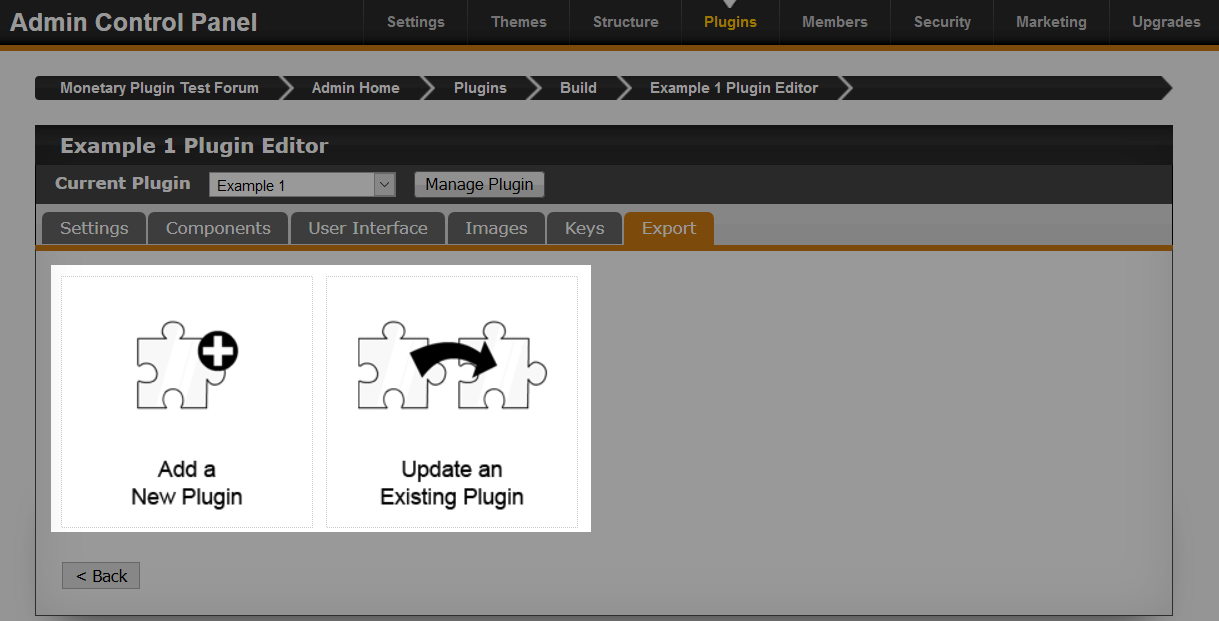 Admin Control Panel
Settings
Themes
Structure
Plugins
Members
Security
Marketing
Upgrades
Monetary Plugin Test Forum
Admin Home
Plugins
Build
Example 1 Plugin Editor
Example 1 Plugin Editor
Current Plugin
Example 1
Manage Plugin
Settings
Components
User Interface
Images
Keys
Export
Add a
New Plugin
Update an
Existing Plugin
< Back